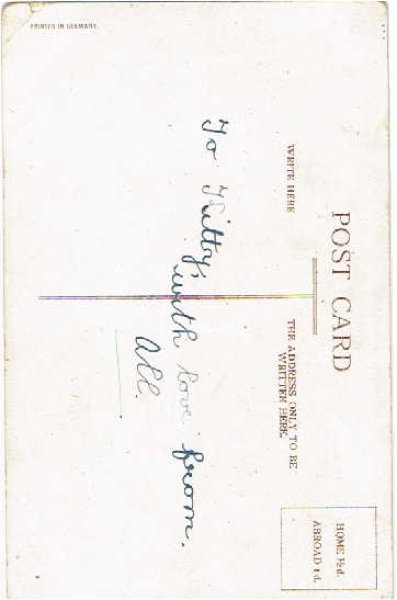 POST CARD
WRITE HERE
THE ADDRESS ONLY TO BE
WRITTEN HERE.
HOME ½d.
ABROAD 1d.
To Kitty,
with love from.
All.
PRINTED IN GERMANY.